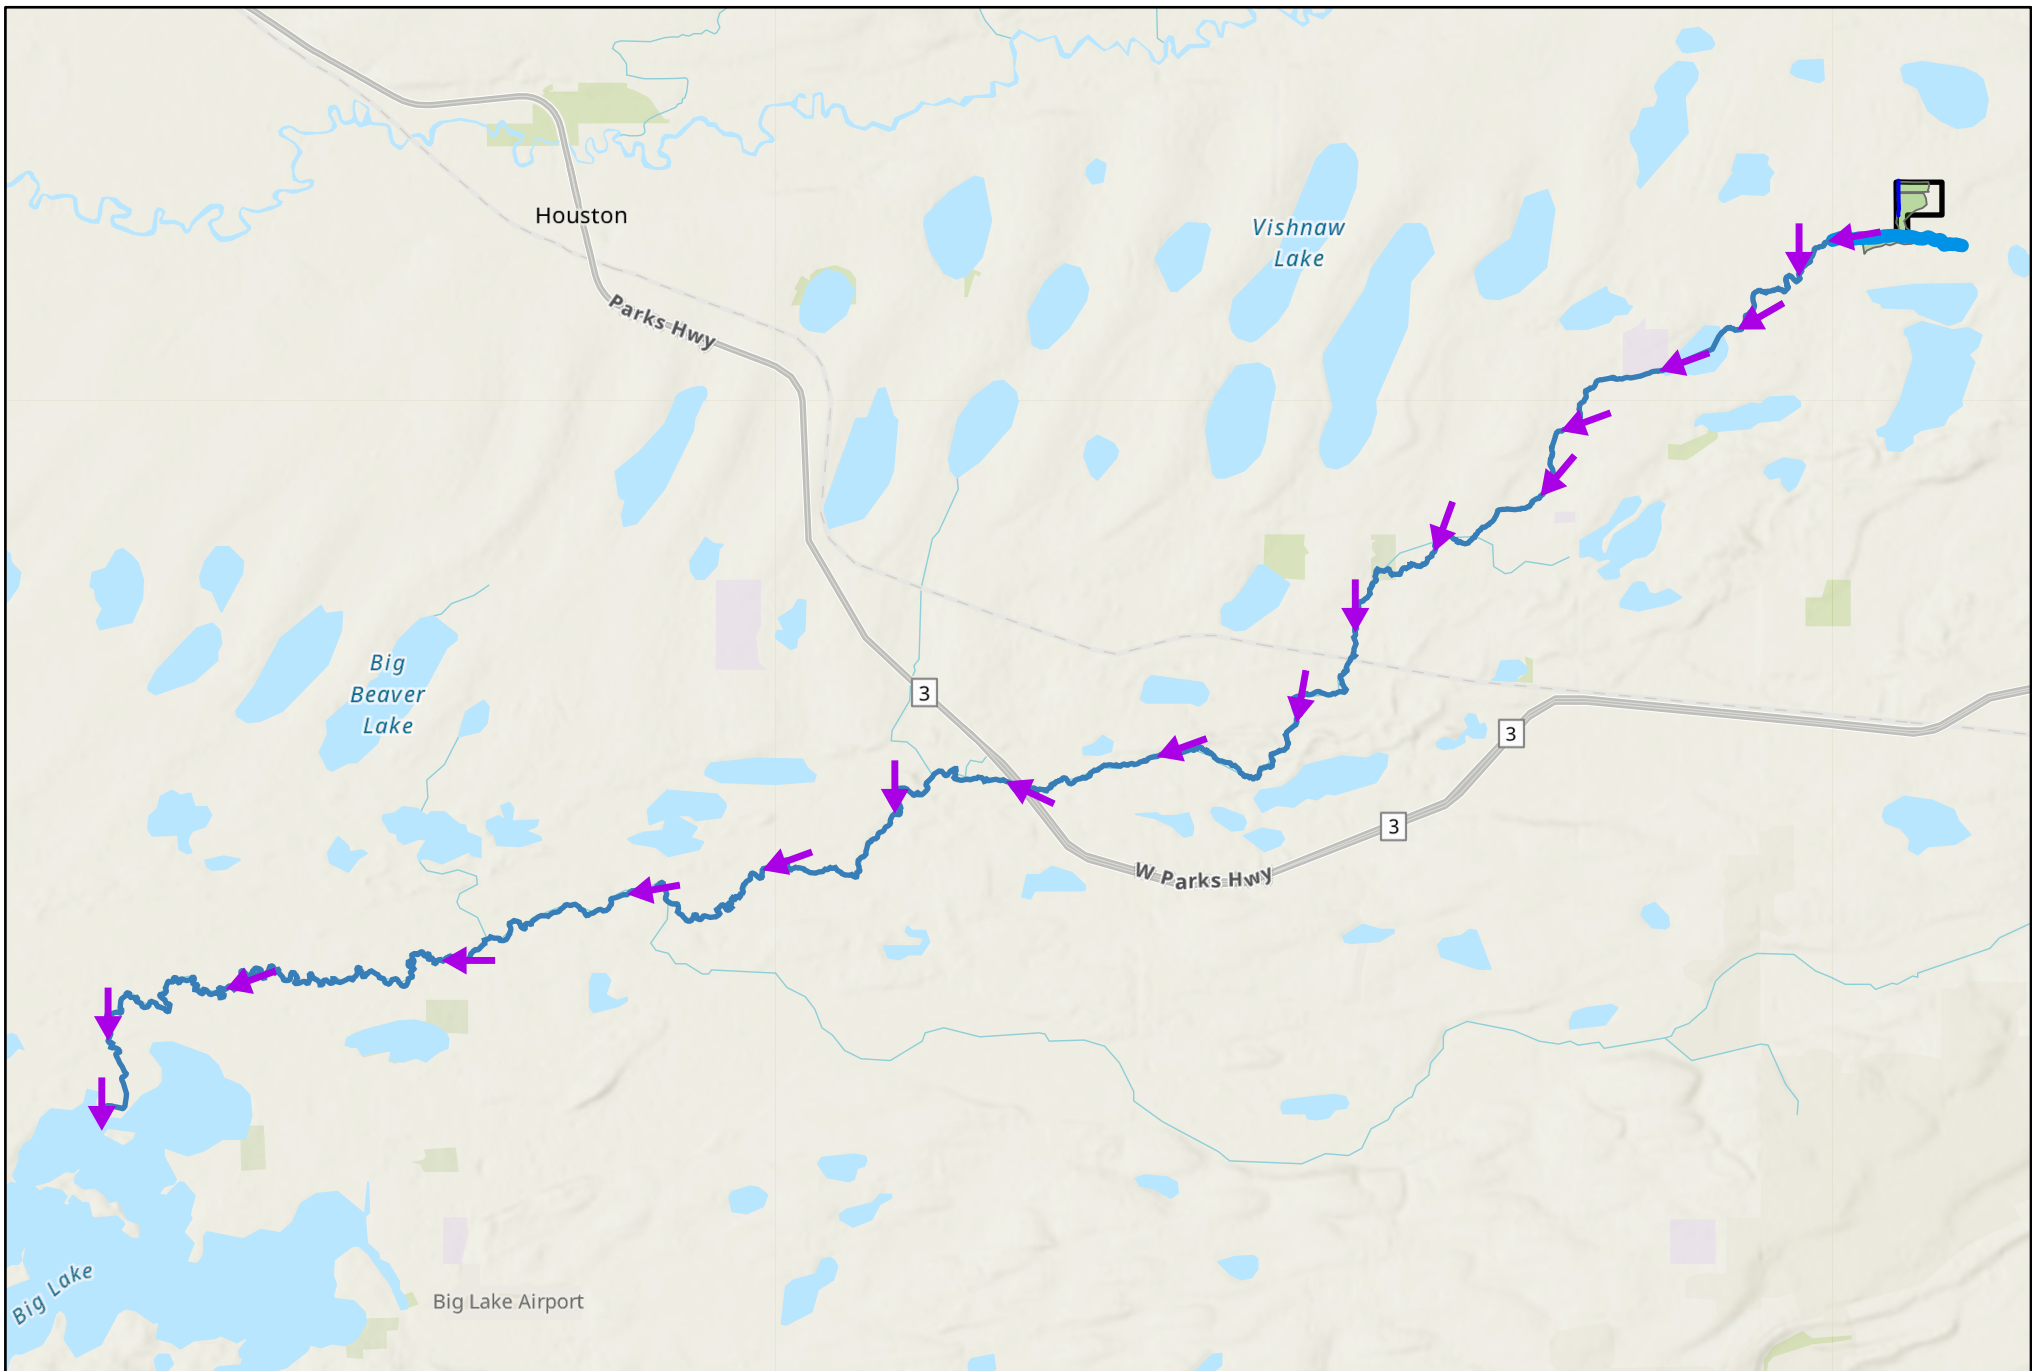 Houston
Vishnaw
Lake
Parks Hwy
Big
Beaver
Lake
3
3
3
W Parks Hwy
Big Lake
Big Lake Airport